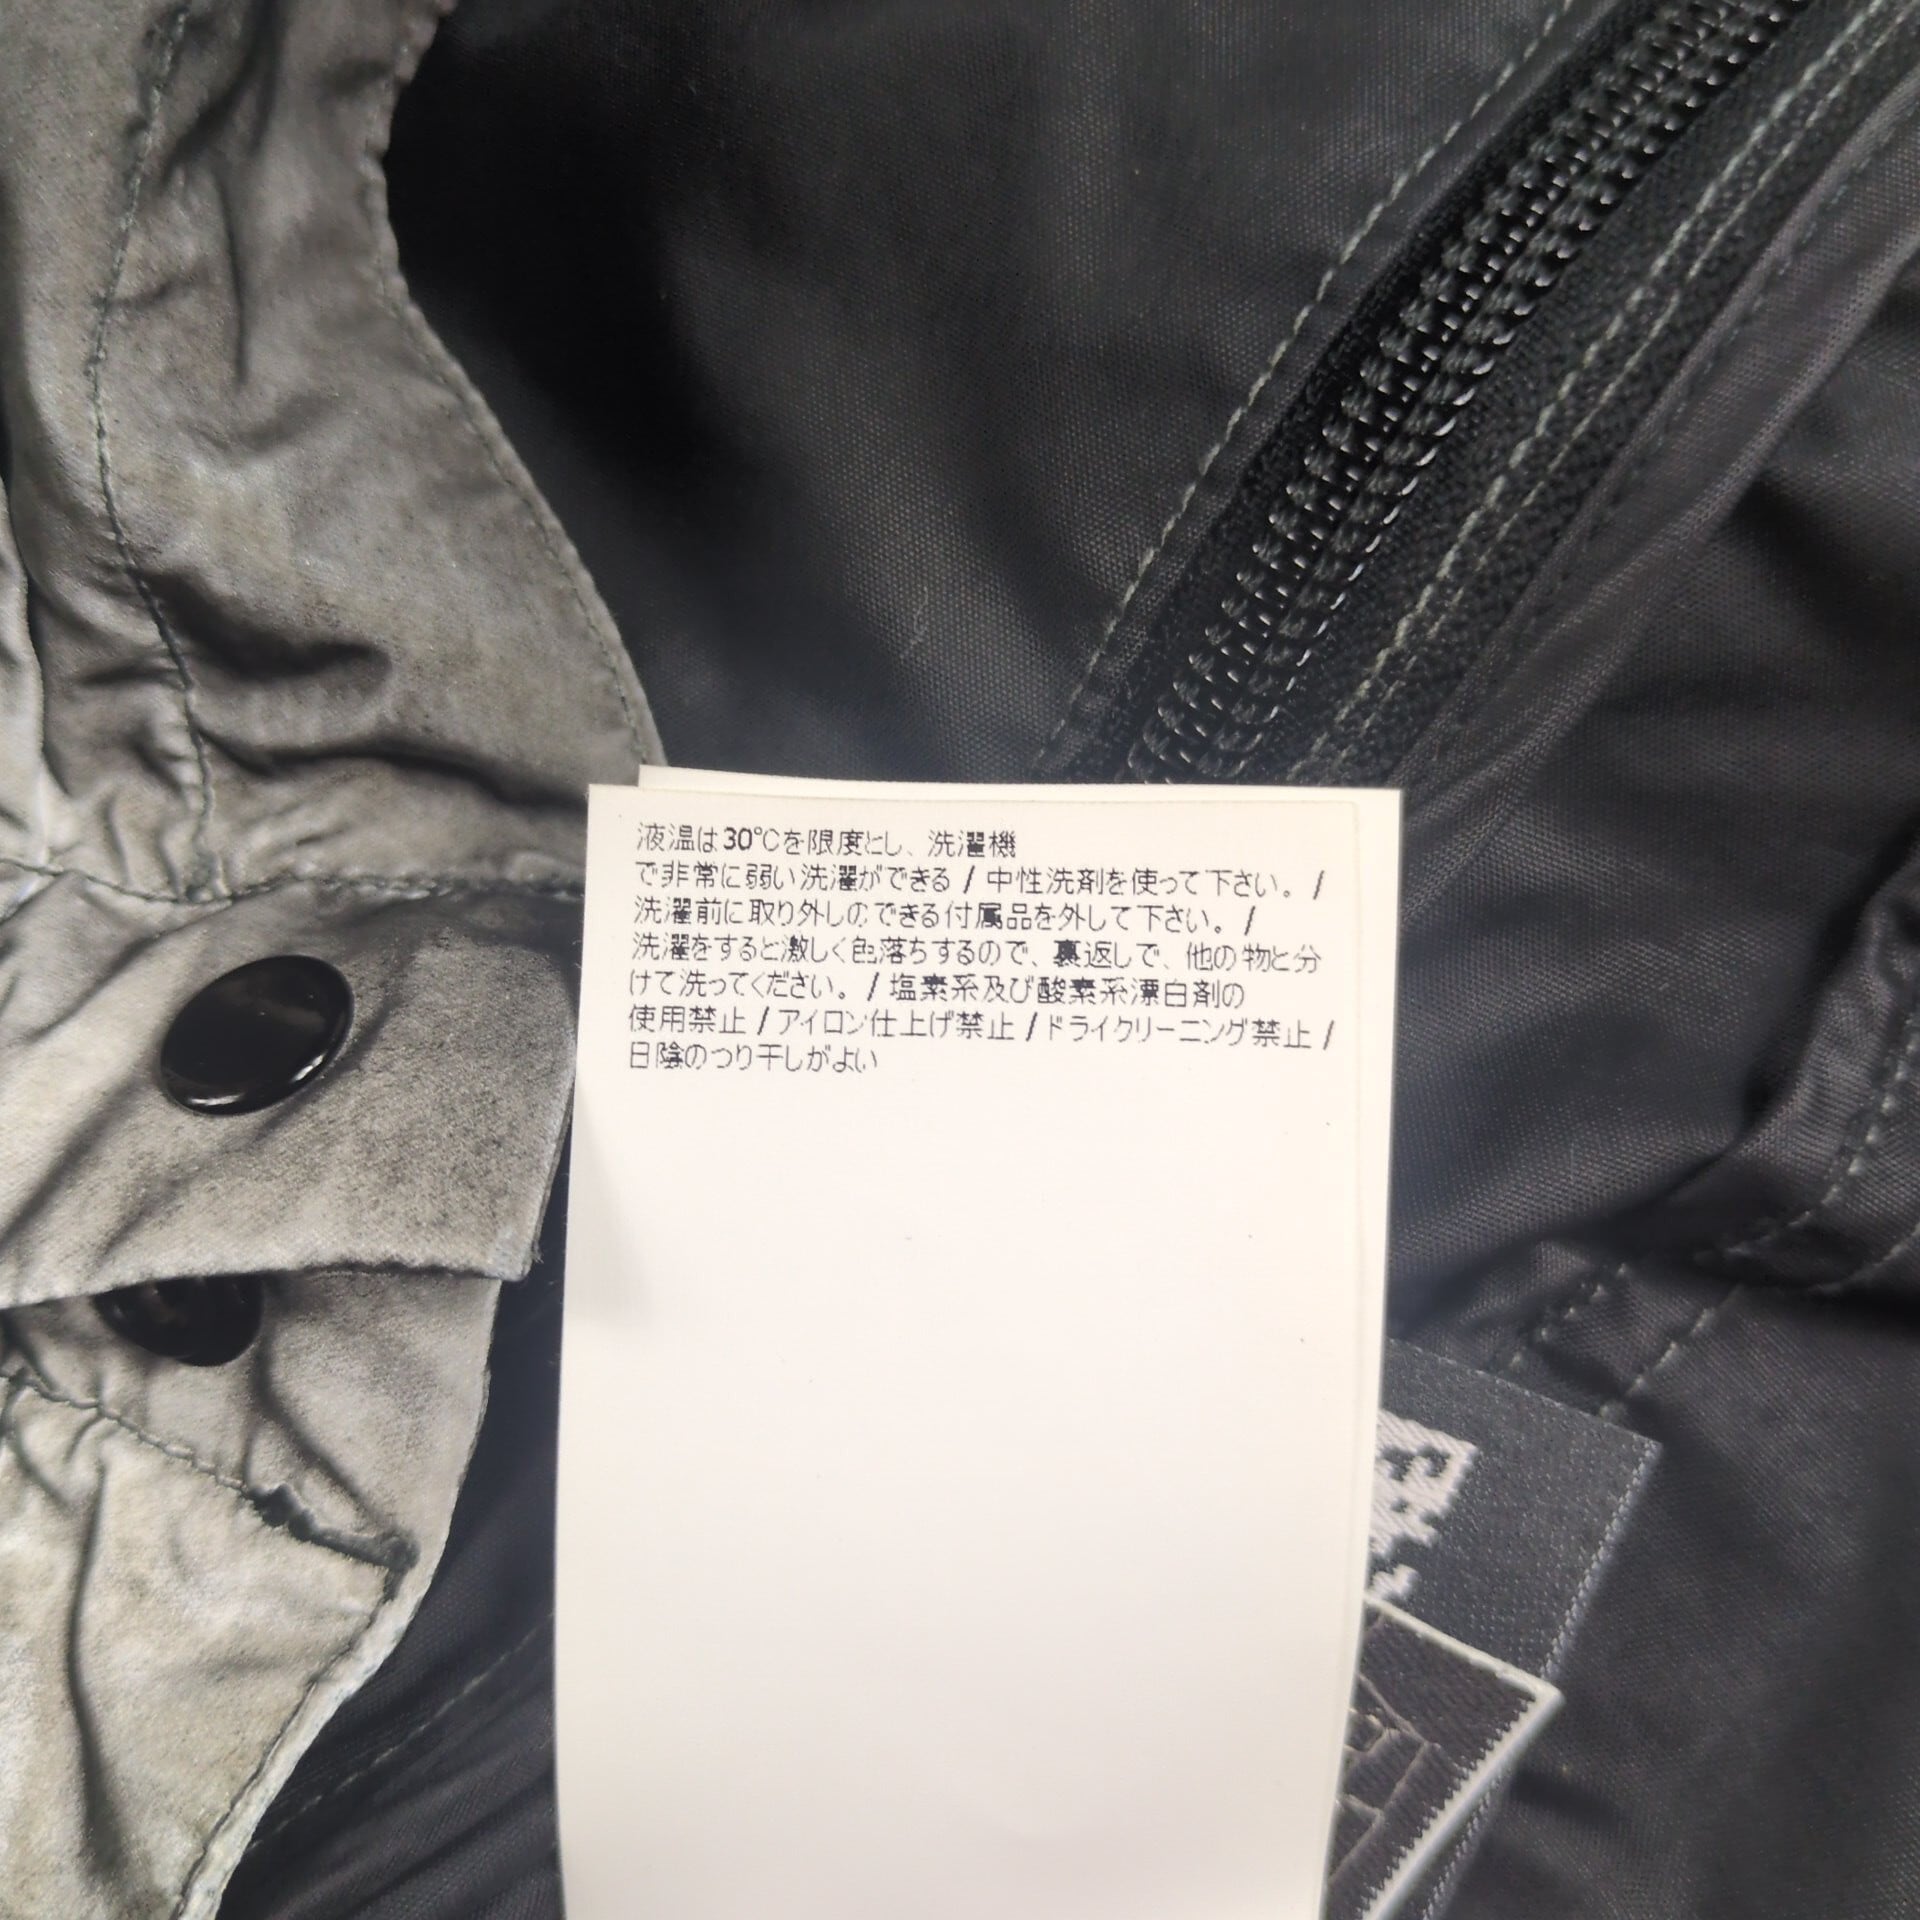 液温は30℃を限度とし、洗濯機
で非常に弱い洗濯ができる / 中性洗剤を使って下さい。 /
洗濯前に取り外しのできる付属品を外して下さい。 /
洗濯をすると激しく色落ちするので、裏返しで、他の物と分
けて洗ってください。 / 塩素系及び酸素系漂白剤の
使用禁止 / アイロン仕上げ禁止 / ドライクリーニング禁止 /
日陰のつり干しがよい